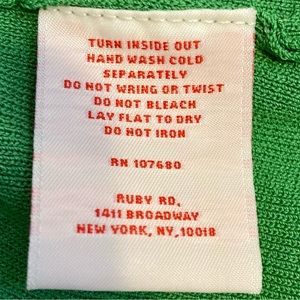 TURN INSIDE OUT
HAND WASH COLD
SEPARATELY
DO NOT WRING OR TWIST
DO NOT BLEACH
LAY FLAT TO DRY
DO NOT IRON
RN 107680
RUBY RD.
1411 BROADWAY
NEW YORK, NY, 10018